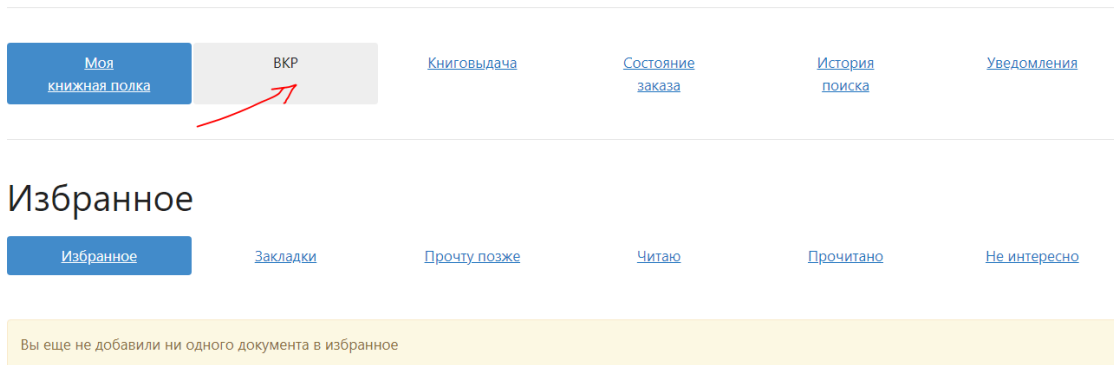 Моя
книжная полка
ВКР
Книговыдача
Состояние
заказа
История
поиска
Уведомления
Избранное
Избранное
Закладки
Прочту позже
Читаю
Прочитано
Не интересно
Вы еще не добавили ни одного документа в избранное